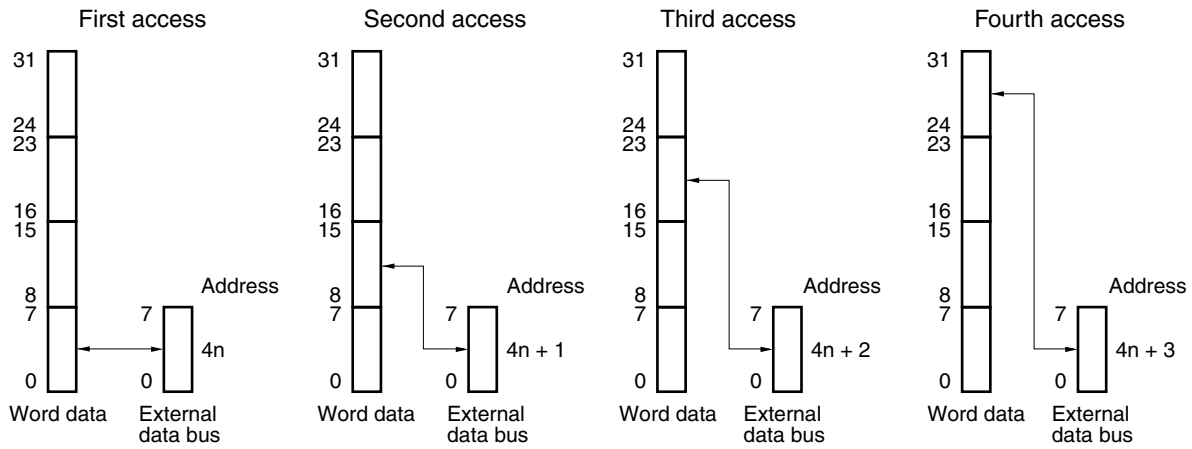 First access
31
24
23
16
15
8
7
0
Word data
Address
7
4n
0
External
data bus
Second access
31
24
23
16
15
8
7
0
Word data
Address
7
4n + 1
0
External
data bus
Third access
31
24
23
16
15
8
7
0
Word data
Address
7
4n + 2
0
External
data bus
Fourth access
31
24
23
16
15
8
7
0
Word data
Address
7
4n + 3
0
External
data bus